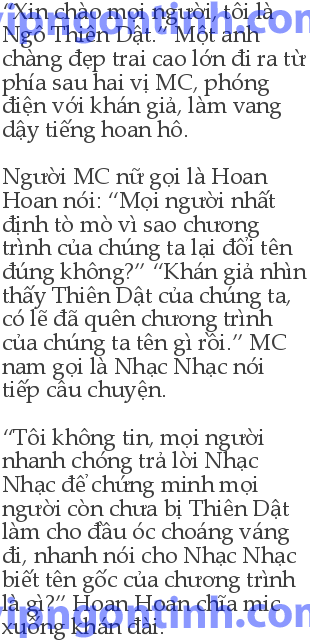 “Xin chào mọi người, tôi là
Ngô Thiên Dật.” Một anh
chàng đẹp trai cao lớn đi ra từ
phía sau hai vị MC, phóng
điện với khán giả, làm vang
dậy tiếng hoan hô.
Người MC nữ gọi là Hoan
Hoan nói: “Mọi người nhất
định tò mò vì sao chương
trình của chúng ta lại đổi tên
đúng không?” “Khán giả nhìn
thấy Thiên Dật của chúng ta,
có lẽ đã quên chương trình
của chúng ta tên gì rồi.” MC
nam gọi là Nhạc Nhạc nói
tiếp câu chuyện.
“Tôi không tin, mọi người
nhanh chóng trả lời Nhạc
Nhạc để chứng minh mọi
người còn chưa bị Thiên Dật
làm cho đầu óc choáng váng
đi, nhanh nói cho Nhạc Nhạc
biết tên gốc của chương trình
là gì?” Hoan Hoan chĩa mic
xuống khán đài.
vipngontinh.com
vipngontinh.com